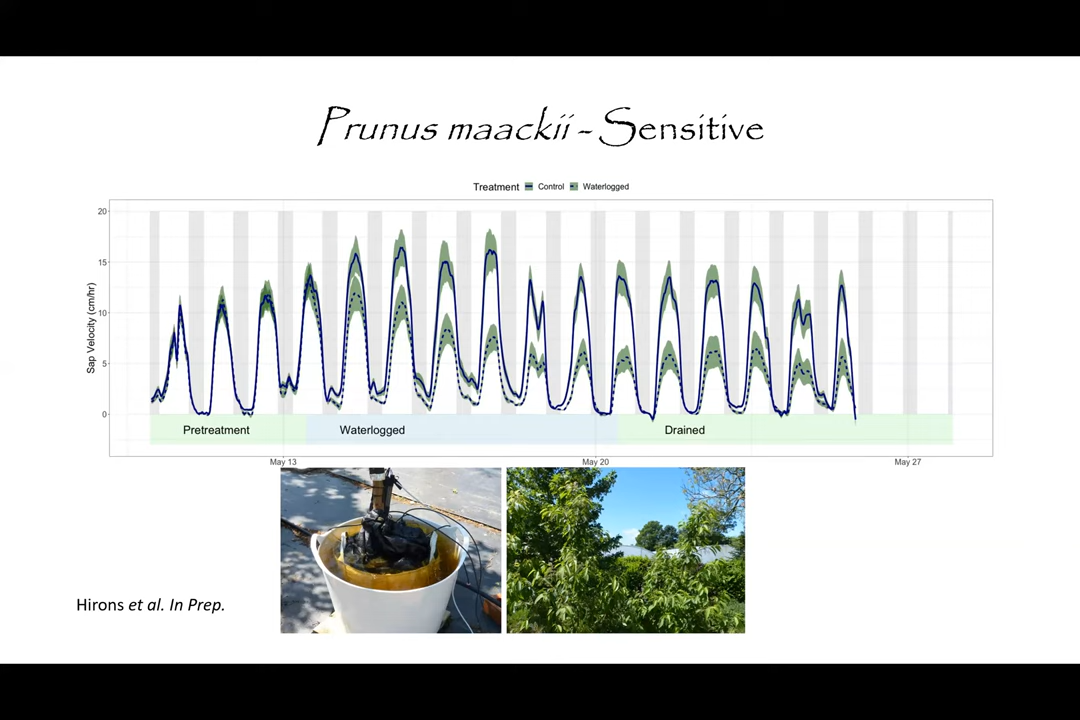 Prunus maackii - Sensitive
Treatment Control Waterlogged
20
15
10
5
0
Sap Velocity (cm/hr)
Pretreatment Waterlogged Drained
May 13 May 20 May 27
Hirons et al. In Prep.